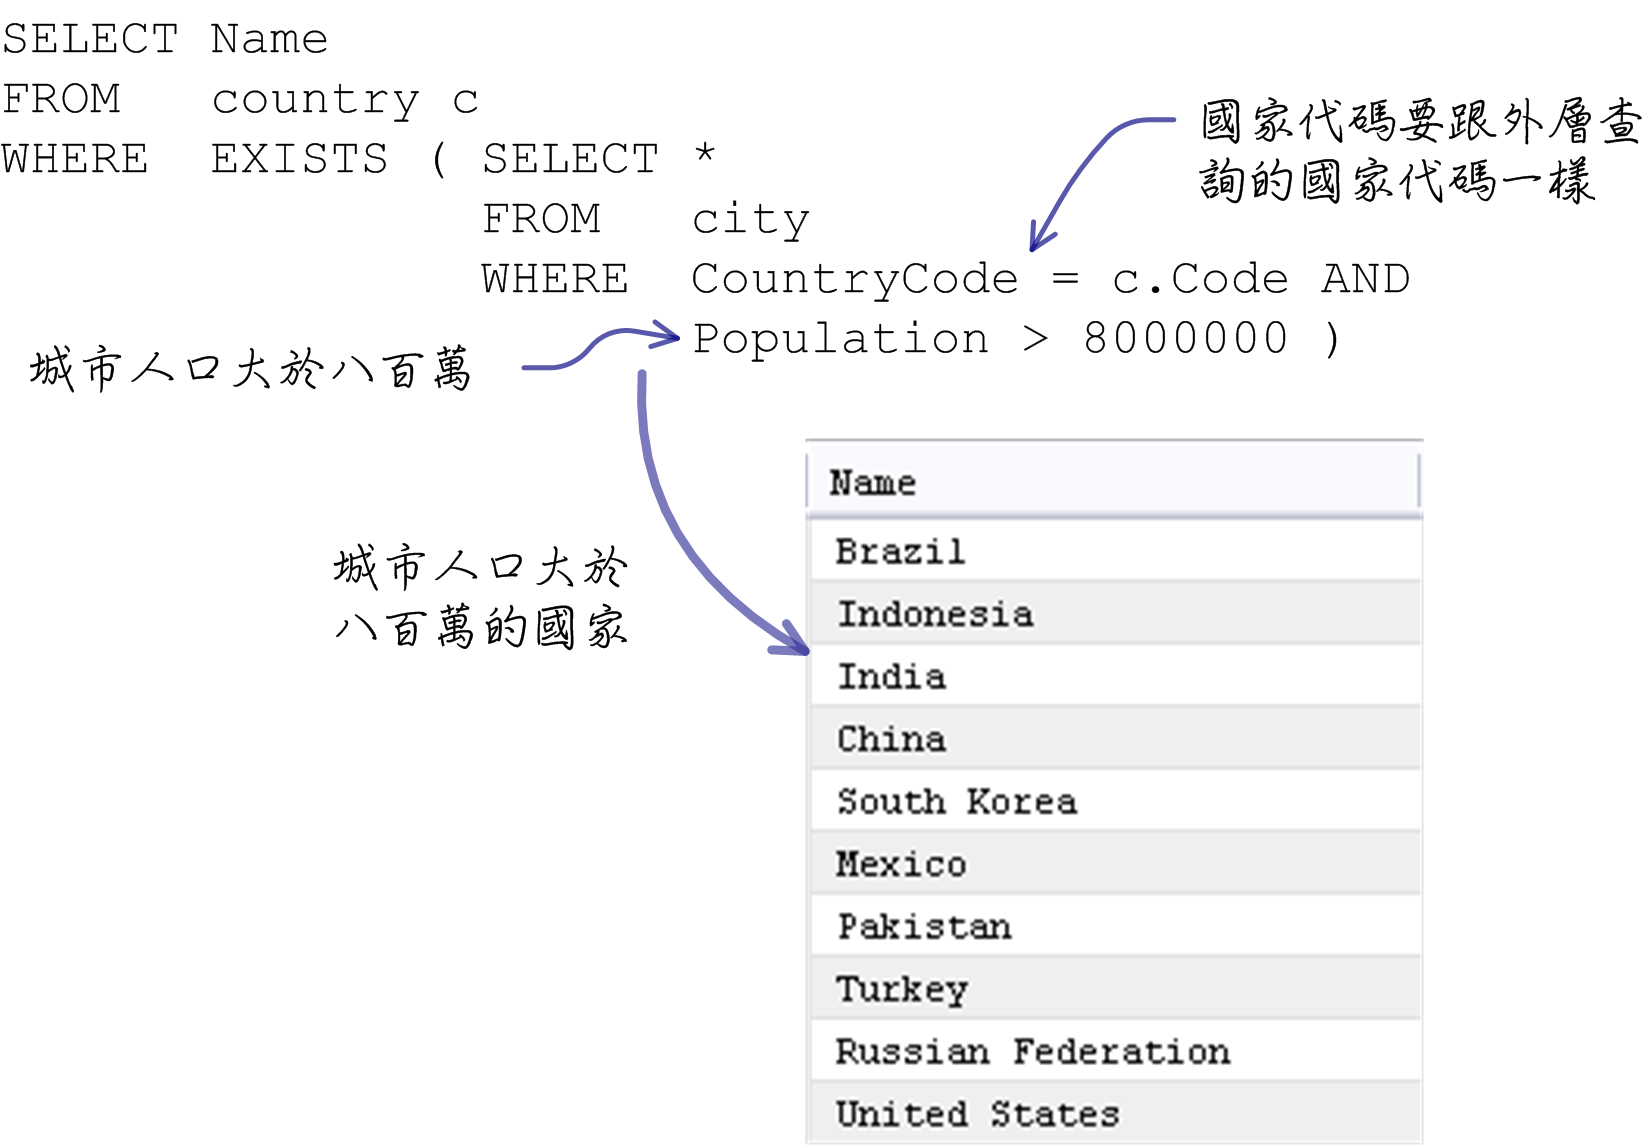 SELECT Name
FROM country c
WHERE EXISTS ( SELECT *
FROM city
WHERE CountryCode = c.Code AND
Population > 8000000 )
國家代碼要跟外層查
詢的國家代碼一樣
城市人口大於八百萬
城市人口大於
八百萬的國家
Name
Brazil
Indonesia
India
China
South Korea
Mexico
Pakistan
Turkey
Russian Federation
United States